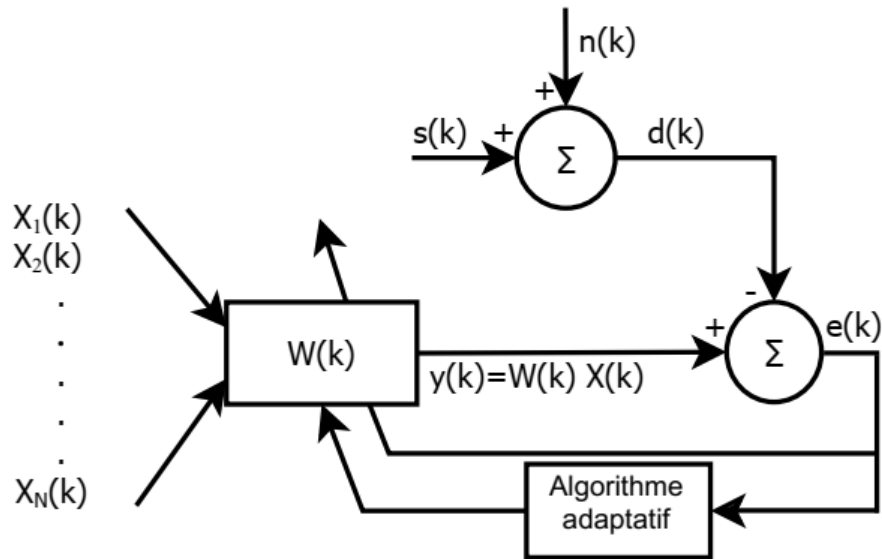 n(k)
+
s(k)
+
Σ
d(k)
X₁(k)
X₂(k)
.
.
.
.
.
X_N(k)
W(k)
y(k)=W(k) X(k)
+
-
Σ
e(k)
Algorithme
adaptatif